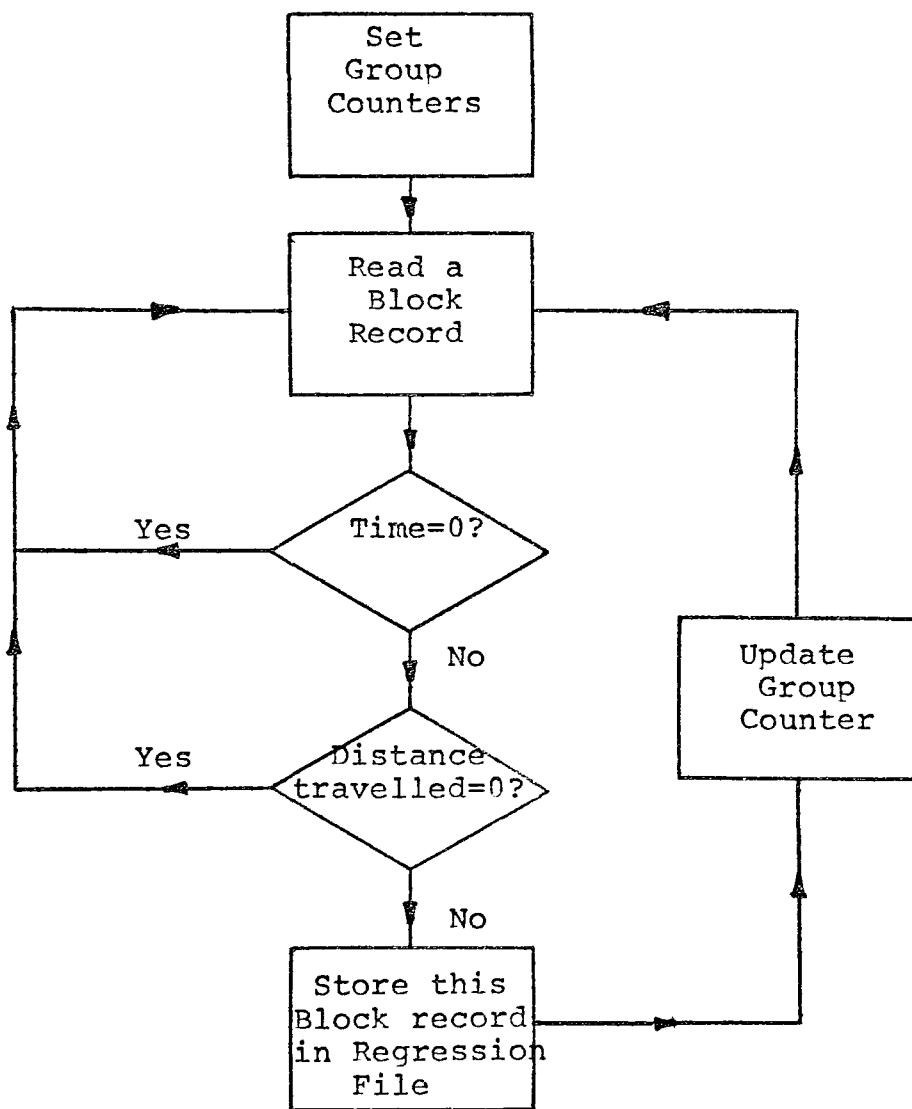 Set
Group
Counters
Read a
Block
Record
Yes
Time=0?
No
Update
Group
Counter
Yes
Distance
travelled=0?
No
Store this
Block record
in Regression
File